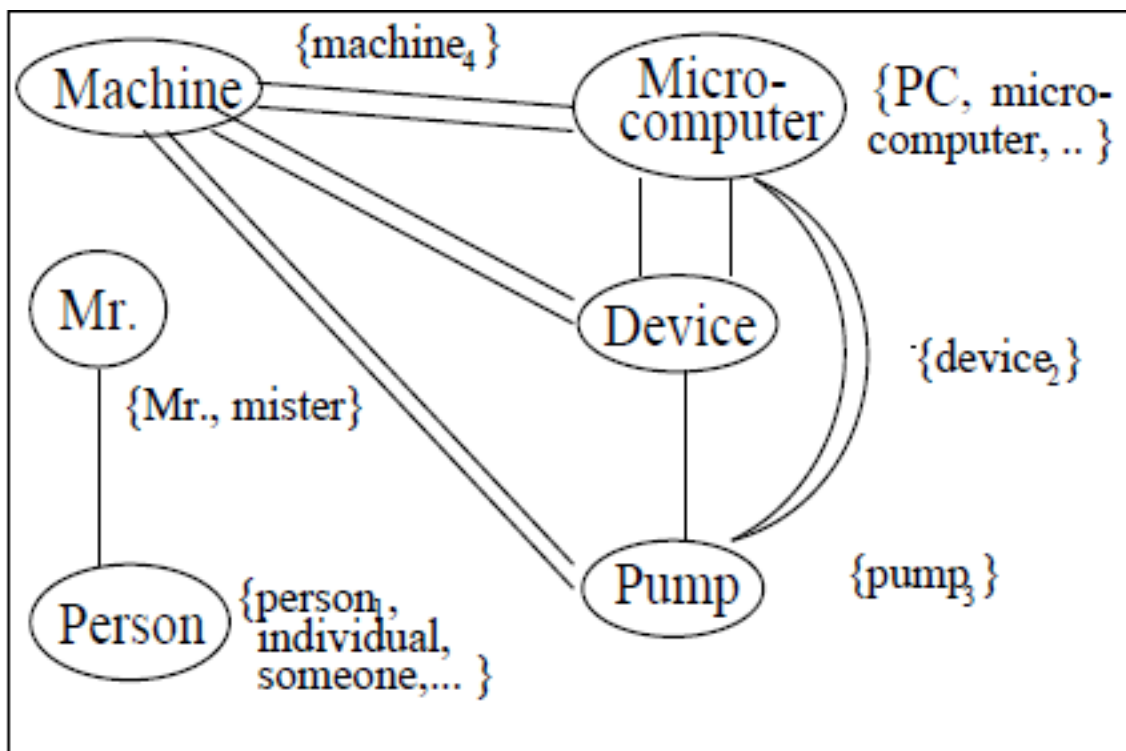 {machine₄}
Machine
Micro-
computer
{PC, micro-
computer, .. }
Mr.
Device
{Mr., mister}
{device₂}
Pump
{pump₃}
Person
{person₁,
individual,
someone,... }